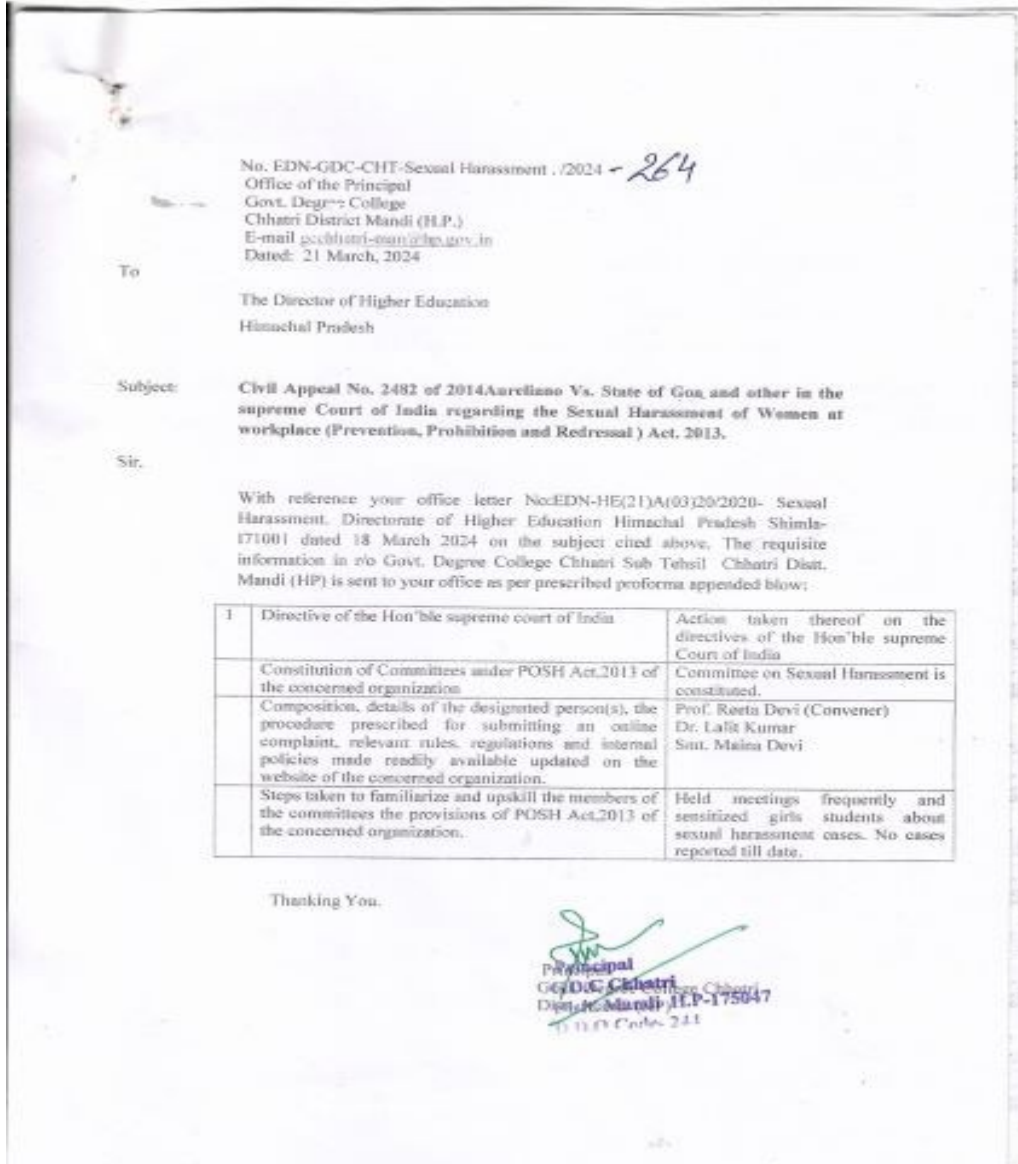 No. EDN-GDC-CHT-Sexual Harassment . /2024 - 264
Office of the Principal
Govt. Degree College
Chhatri District Mandi (H.P.)
E-mail gcchhatri-man@hp.gov.in
Dated: 21 March, 2024
To
The Director of Higher Education
Himachal Pradesh
Subject: Civil Appeal No. 2482 of 2014Aureliano Vs. State of Goa and other in the
supreme Court of India regarding the Sexual Harassment of Women at
workplace (Prevention, Prohibition and Redressal ) Act. 2013.
Sir,
With reference your office letter No:EDN-HE(21)A(03)20/2020- Sexual
Harassment. Directorate of Higher Education Himachal Pradesh Shimla-
171001 dated 18 March 2024 on the subject cited above. The requisite
information in r/o Govt. Degree College Chhatri Sub Tehsil Chhatri Distt.
Mandi (HP) is sent to your office as per prescribed proforma appended blow:
1 Directive of the Hon'ble supreme court of India
Action taken thereof on the
directives of the Hon'ble supreme
Court of India
Constitution of Committees under POSH Act,2013 of
the concerned organization
Committee on Sexual Harassment is
constituted.
Composition, details of the designated person(s), the
procedure prescribed for submitting an online
complaint, relevant rules, regulations and internal
policies made readily available updated on the
website of the concerned organization.
Prof. Reeta Devi (Convener)
Dr. Lalit Kumar
Smt. Maina Devi
Steps taken to familiarize and upskill the members of
the committees the provisions of POSH Act,2013 of
the concerned organization.
Held meetings frequently and
sensitized girls students about
sexual harassment cases. No cases
reported till date.
Thanking You.
Principal
G.D.C Chhatri
Mandi H.P-175047
D.D.O Code- 241